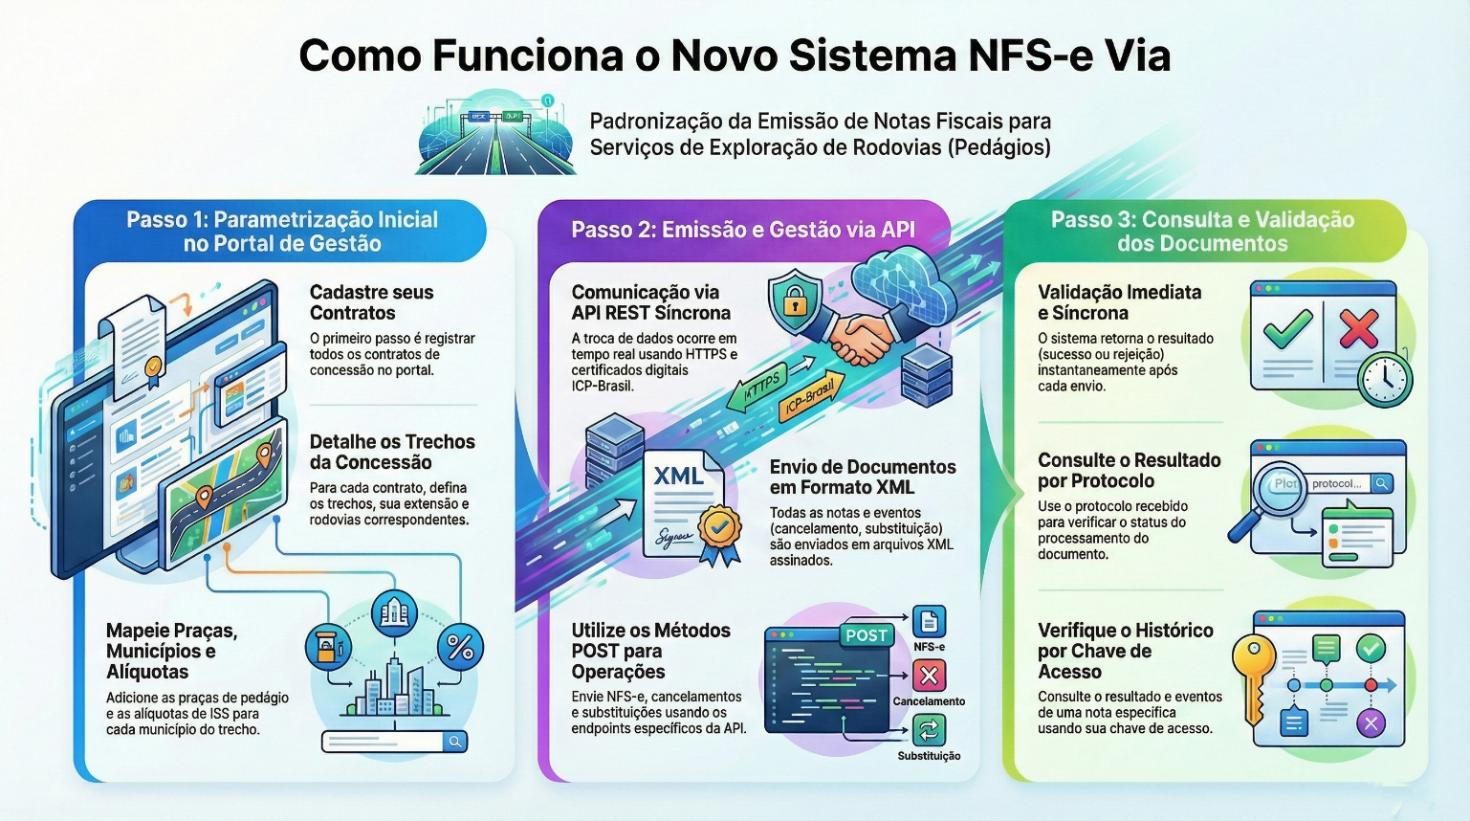 Como Funciona o Novo Sistema NFS-e Via
Padronização da Emissão de Notas Fiscais para
Serviços de Exploração de Rodovias (Pedágios)
Passo 1: Parametrização Inicial
no Portal de Gestão
Cadastre seus
Contratos
O primeiro passo é registrar
todos os contratos de
concessão no portal.
Detalhe os Trechos
da Concessão
Para cada contrato, defina
os trechos, sua extensão e
rodovias correspondentes.
Mapeie Praças,
Municípios e
Alíquotas
Adicione as praças de pedágio
e as alíquotas de ISS para
cada município do trecho.
%
Passo 2: Emissão e Gestão via API
Comunicação via
API REST Síncrona
A troca de dados ocorre em
tempo real usando HTTPS e
certificados digitais
ICP-Brasil.
HTTPS
ICP-Brasil
XML
Envio de Documentos
em Formato XML
Todas as notas e eventos
(cancelamento, substituição)
são enviados em arquivos XML
assinados.
Utilize os Métodos
POST para
Operações
Envie NFS-e, cancelamentos
e substituições usando os
endpoints específicos da API.
POST
NFS-e
Cancelamento
Substituição
Passo 3: Consulta e Validação
dos Documentos
Validação Imediata
e Síncrona
O sistema retorna o resultado
(sucesso ou rejeição)
instantaneamente após
cada envio.
Consulte o Resultado
por Protocolo
Use o protocolo recebido
para verificar o status do
processamento do
documento.
protocol...
Verifique o Histórico
por Chave de
Acesso
Consulte o resultado e eventos
de uma nota especifica
usando sua chave de acesso.